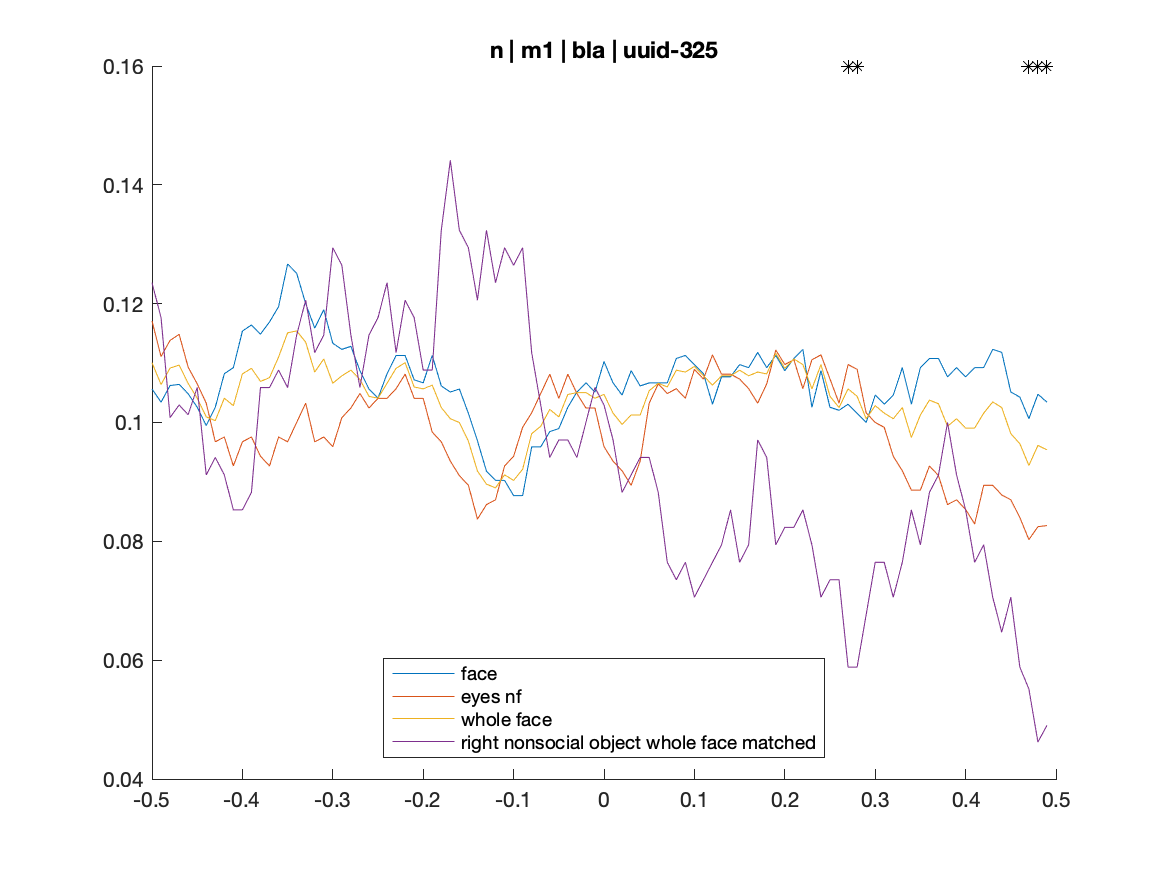 n | m1 | bla | uuid-325
0.16
0.14
0.12
0.1
0.08
0.06
0.04
face
eyes nf
whole face
right nonsocial object whole face matched
-0.5 -0.4 -0.3 -0.2 -0.1 0 0.1 0.2 0.3 0.4 0.5